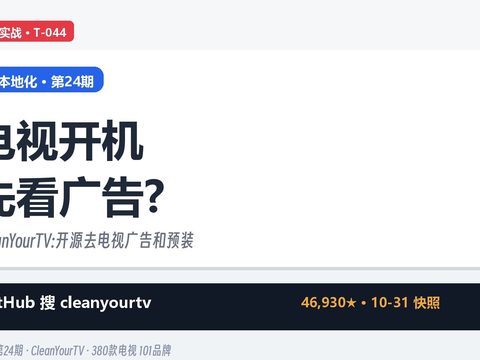 实战 • T-044
本地化 • 第24期
电视开机
先看广告?
anYourTV:开源去电视广告和预装
tHub 搜 cleanyourtv
46,930★ • 10-31 快照
第24期 · CleanYourTV · 380款电视 101品牌